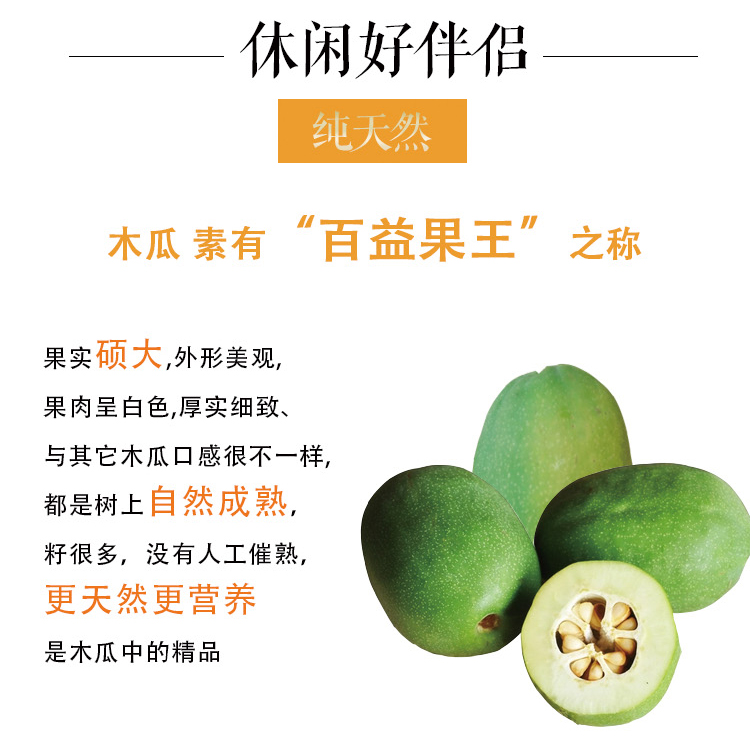 休闲好伴侣
纯天然
木瓜 素有“百益果王”之称
果实硕大,外形美观,
果肉呈白色,厚实细致、
与其它木瓜口感很不一样,
都是树上自然成熟,
籽很多，没有人工催熟,
更天然更营养
是木瓜中的精品